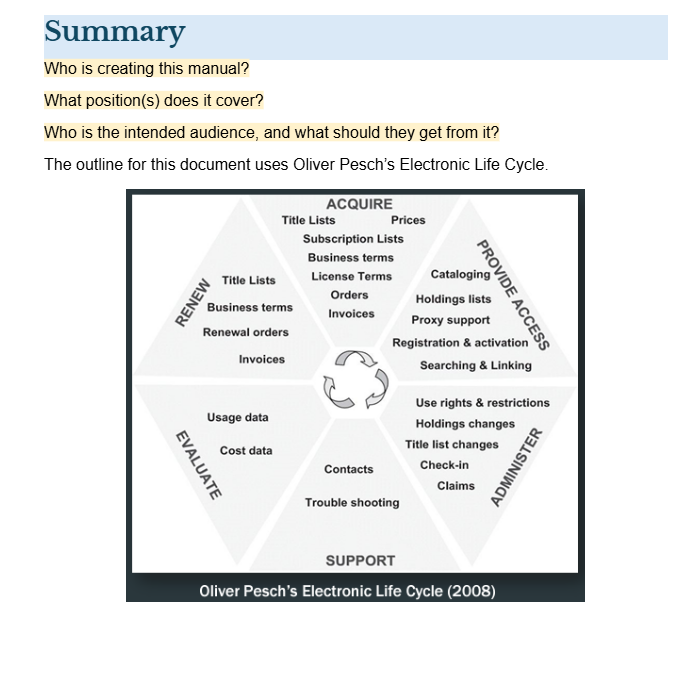 Summary
Who is creating this manual?
What position(s) does it cover?
Who is the intended audience, and what should they get from it?
The outline for this document uses Oliver Pesch’s Electronic Life Cycle.
ACQUIRE
Title Lists Prices
Subscription Lists
Business terms
License Terms
Orders
Invoices
PROVIDE ACCESS
Cataloging
Holdings lists
Proxy support
Registration & activation
Searching & Linking
ADMINISTER
Use rights & restrictions
Holdings changes
Title list changes
Check-in
Claims
SUPPORT
Contacts
Trouble shooting
EVALUATE
Usage data
Cost data
RENEW
Title Lists
Business terms
Renewal orders
Invoices
Oliver Pesch’s Electronic Life Cycle (2008)